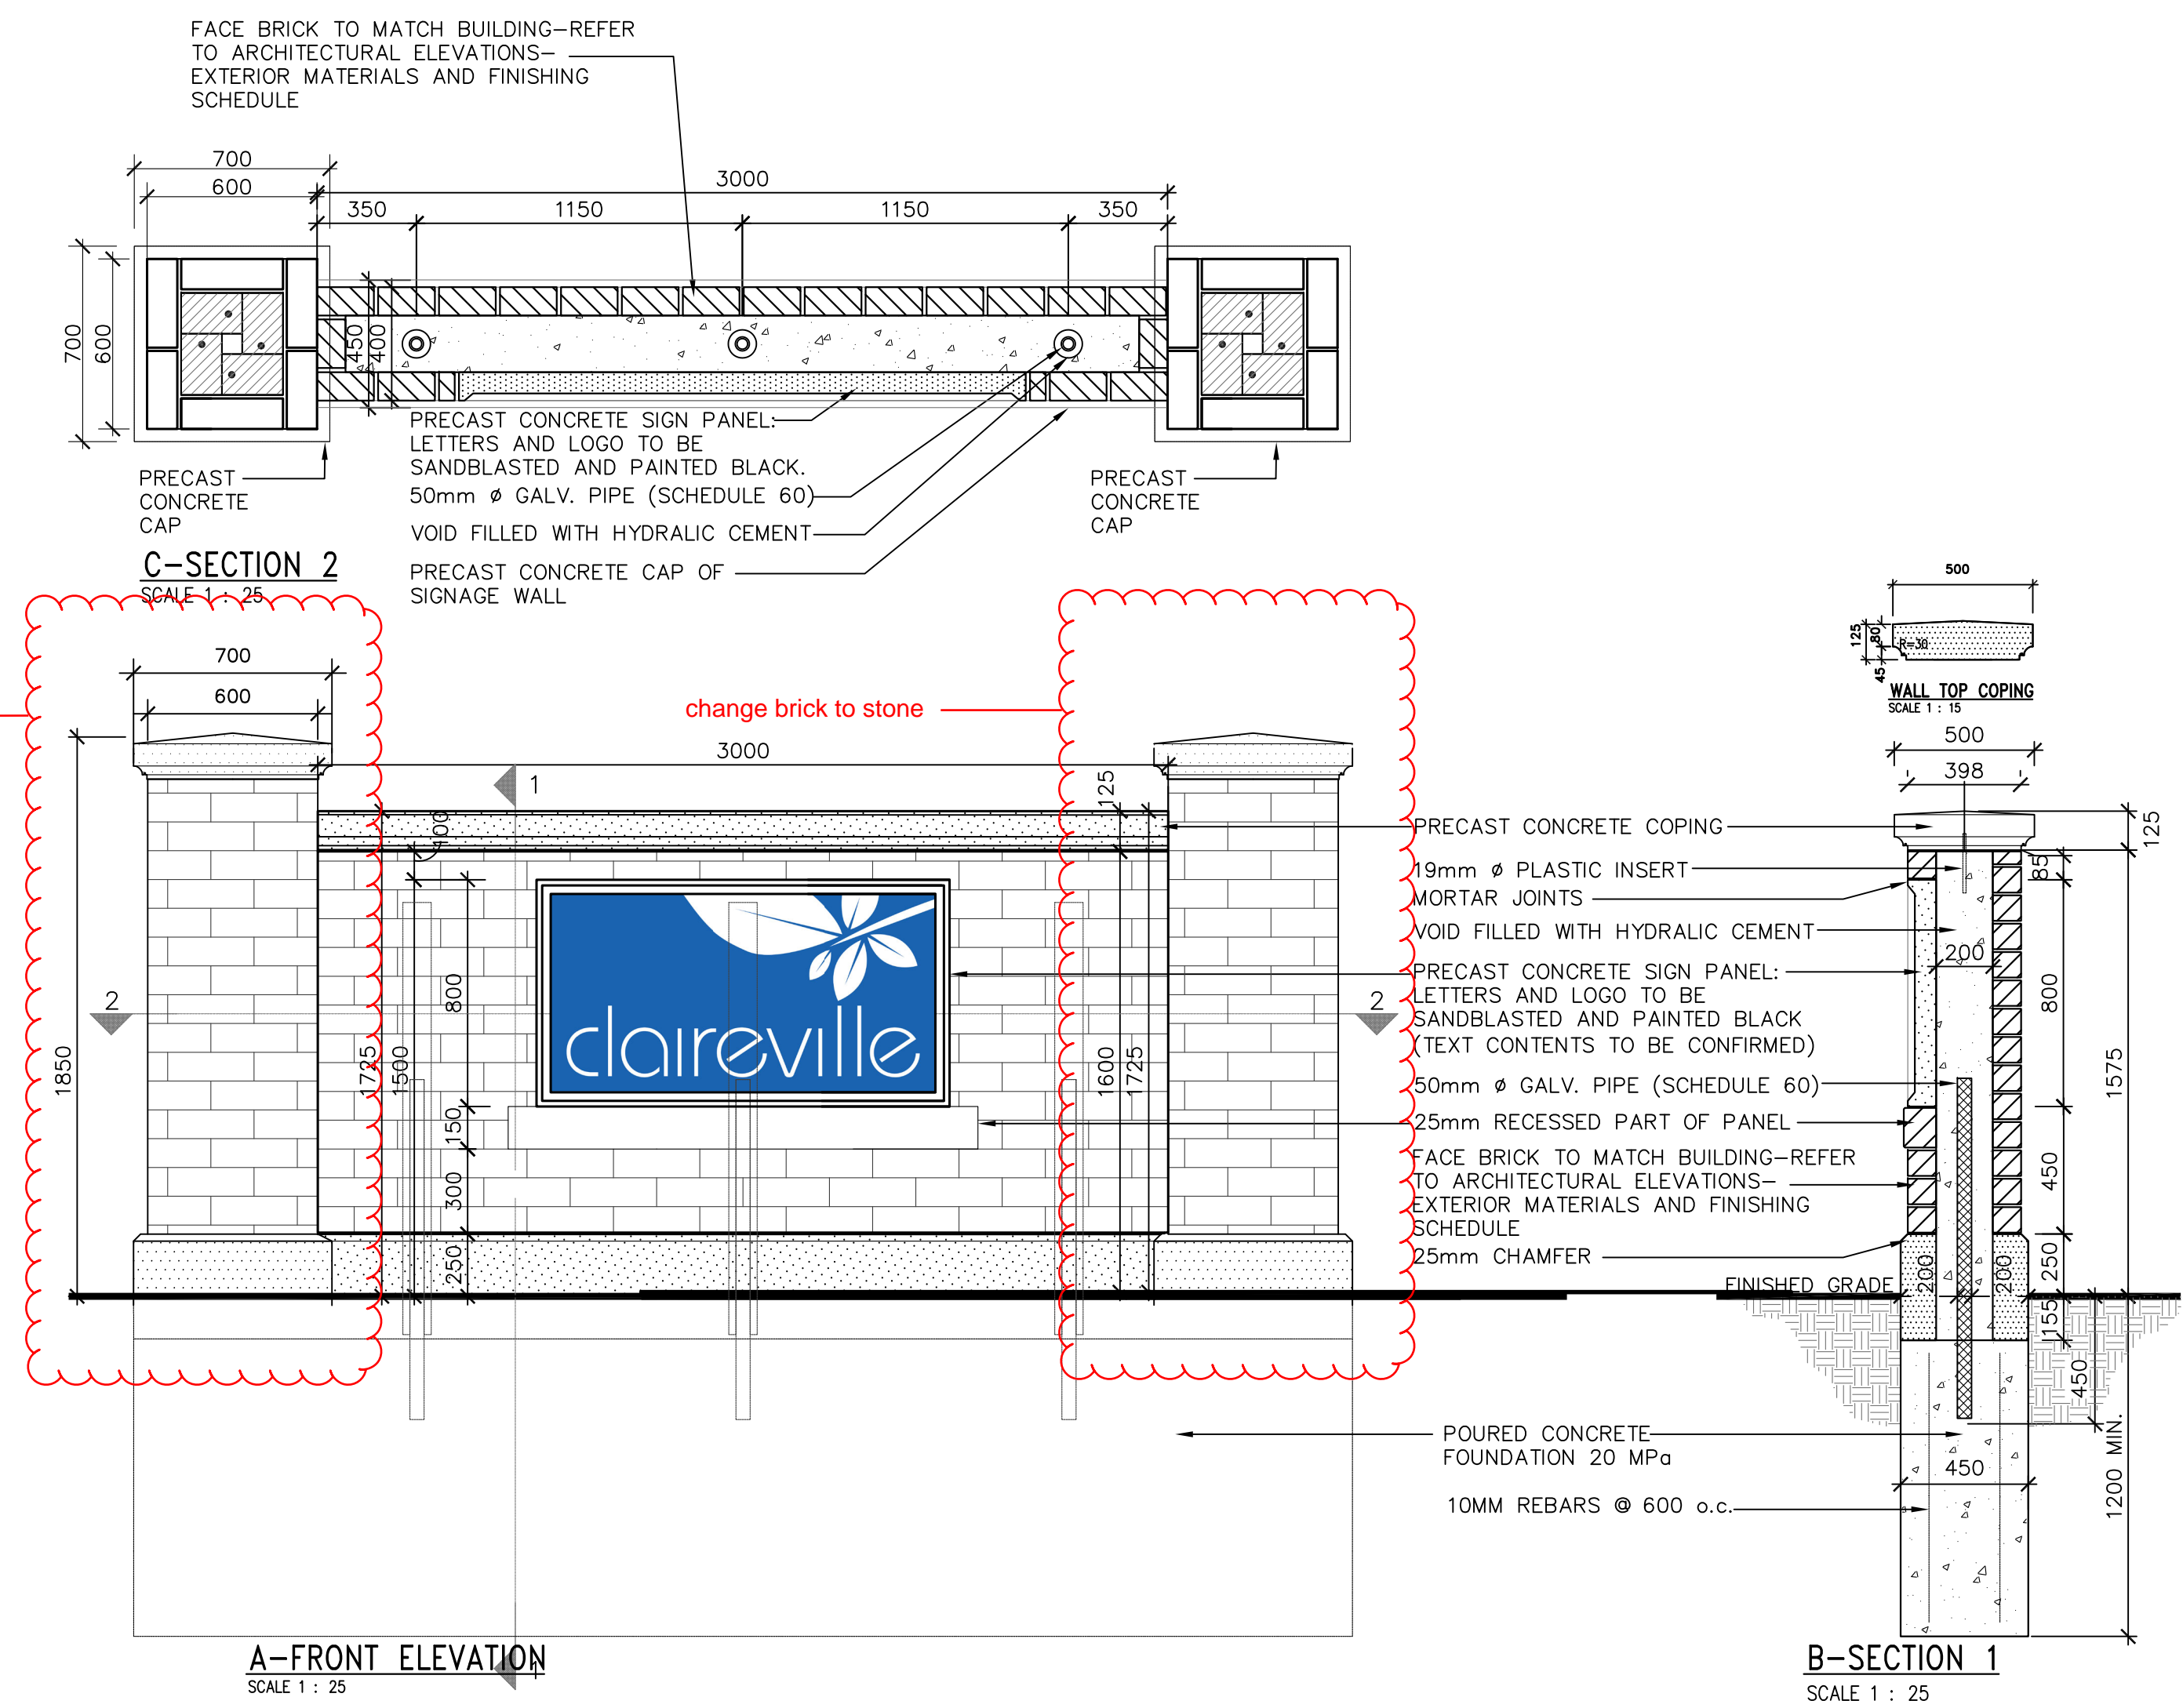 FACE BRICK TO MATCH BUILDING-REFER
TO ARCHITECTURAL ELEVATIONS-
EXTERIOR MATERIALS AND FINISHING
SCHEDULE
700
600
3000
350
1150
1150
350
700
600
450
400
PRECAST CONCRETE SIGN PANEL:
LETTERS AND LOGO TO BE
SANDBLASTED AND PAINTED BLACK.
50mm ø GALV. PIPE (SCHEDULE 60)
VOID FILLED WITH HYDRALIC CEMENT
PRECAST CONCRETE CAP OF
SIGNAGE WALL
PRECAST
CONCRETE
CAP
PRECAST
CONCRETE
CAP
C-SECTION 2
SCALE 1 : 25
500
125
80
45
R=30
WALL TOP COPING
SCALE 1 : 15
700
600
change brick to stone
3000
1
125
400
800
2
2
1850
1725
1500
150
300
250
1600
1725
claireville
1
A-FRONT ELEVATION
SCALE 1 : 25
PRECAST CONCRETE COPING
19mm ø PLASTIC INSERT
MORTAR JOINTS
VOID FILLED WITH HYDRALIC CEMENT
PRECAST CONCRETE SIGN PANEL:
LETTERS AND LOGO TO BE
SANDBLASTED AND PAINTED BLACK
(TEXT CONTENTS TO BE CONFIRMED)
50mm ø GALV. PIPE (SCHEDULE 60)
25mm RECESSED PART OF PANEL
FACE BRICK TO MATCH BUILDING-REFER
TO ARCHITECTURAL ELEVATIONS-
EXTERIOR MATERIALS AND FINISHING
SCHEDULE
25mm CHAMFER
FINISHED GRADE
POURED CONCRETE
FOUNDATION 20 MPa
10MM REBARS @ 600 o.c.
500
398
125
85
200
800
1575
450
250
200
200
155
450
1200 MIN.
450
B-SECTION 1
SCALE 1 : 25